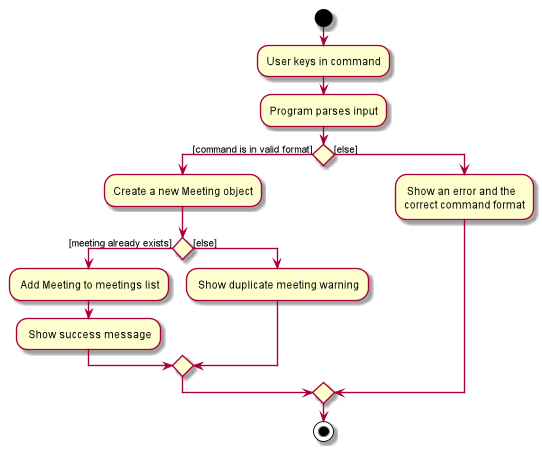 User keys in command
Program parses input
[command is in valid format]
[else]
Create a new Meeting object
Show an error and the
correct command format
[meeting already exists]
[else]
Add Meeting to meetings list
Show duplicate meeting warning
Show success message